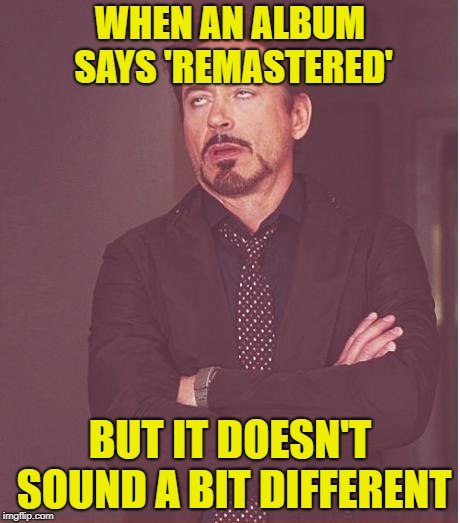 WHEN AN ALBUM
SAYS 'REMASTERED'
BUT IT DOESN'T
SOUND A BIT DIFFERENT
imgflip.com